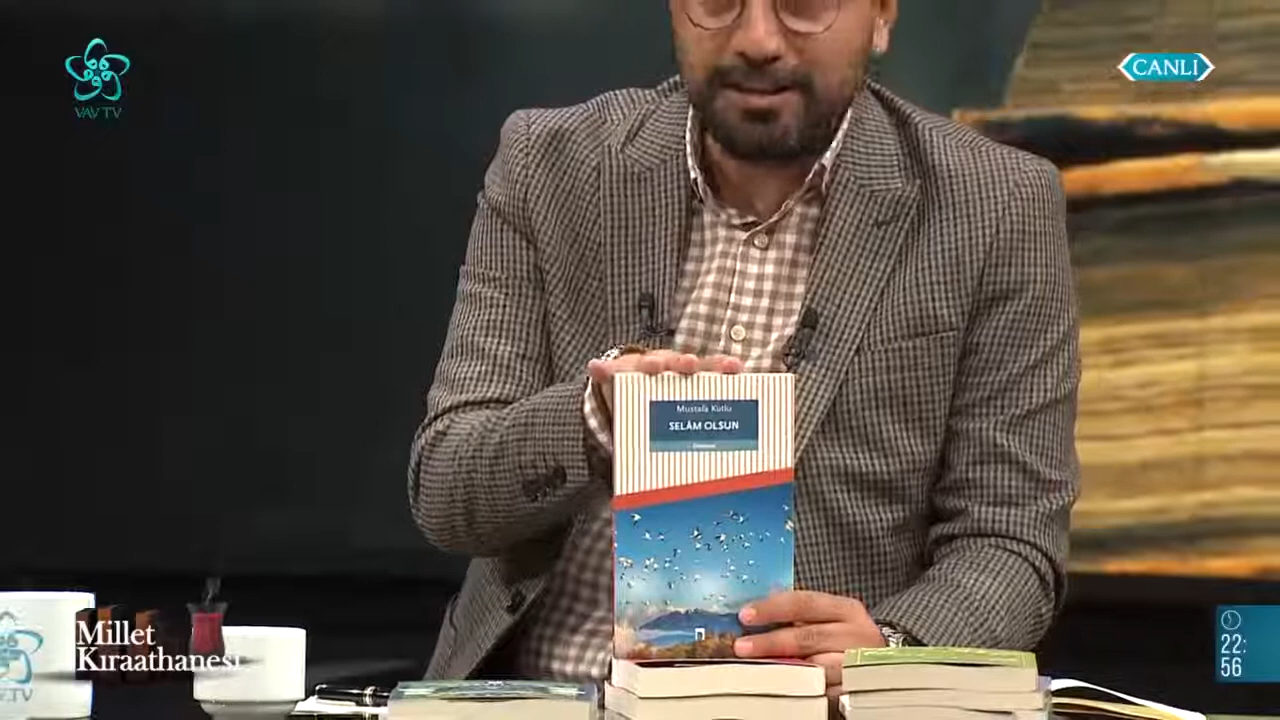 VAV TV
CANLI
Mustafa Kutlu
SELÂM OLSUN
22:
56
Millet
Kıraathanesi